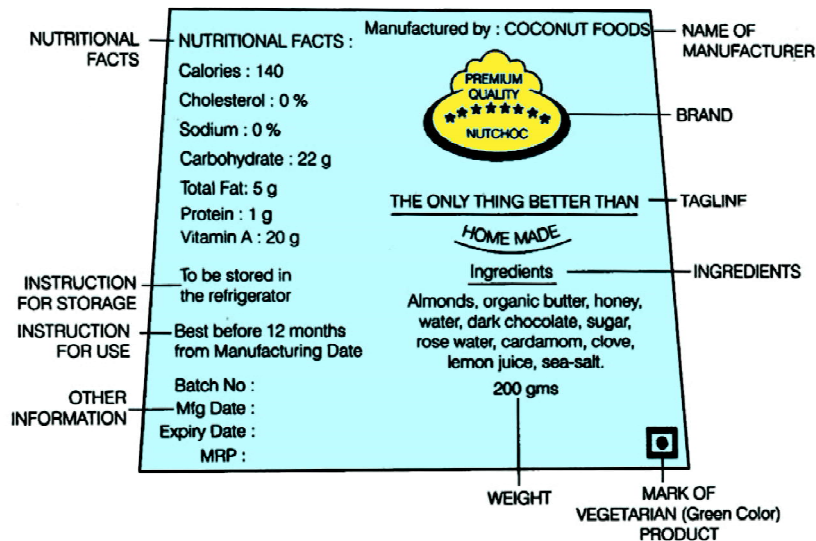 NUTRITIONAL
FACTS
NUTRITIONAL FACTS :
Calories : 140
Cholesterol : 0 %
Sodium : 0 %
Carbohydrate : 22 g
Total Fat: 5 g
Protein : 1 g
Vitamin A : 20 g
INSTRUCTION
FOR STORAGE
To be stored in
the refrigerator
INSTRUCTION
FOR USE
Best before 12 months
from Manufacturing Date
OTHER
INFORMATION
Batch No :
Mfg Date :
Expiry Date :
MRP :
Manufactured by : COCONUT FOODS
NAME OF
MANUFACTURER
PREMIUM
QUALITY
NUTCHOC
BRAND
THE ONLY THING BETTER THAN
HOME MADE
TAGLINF
Ingredients
INGREDIENTS
Almonds, organic butter, honey,
water, dark chocolate, sugar,
rose water, cardamom, clove,
lemon juice, sea-salt.
200 gms
WEIGHT
MARK OF
VEGETARIAN (Green Color)
PRODUCT